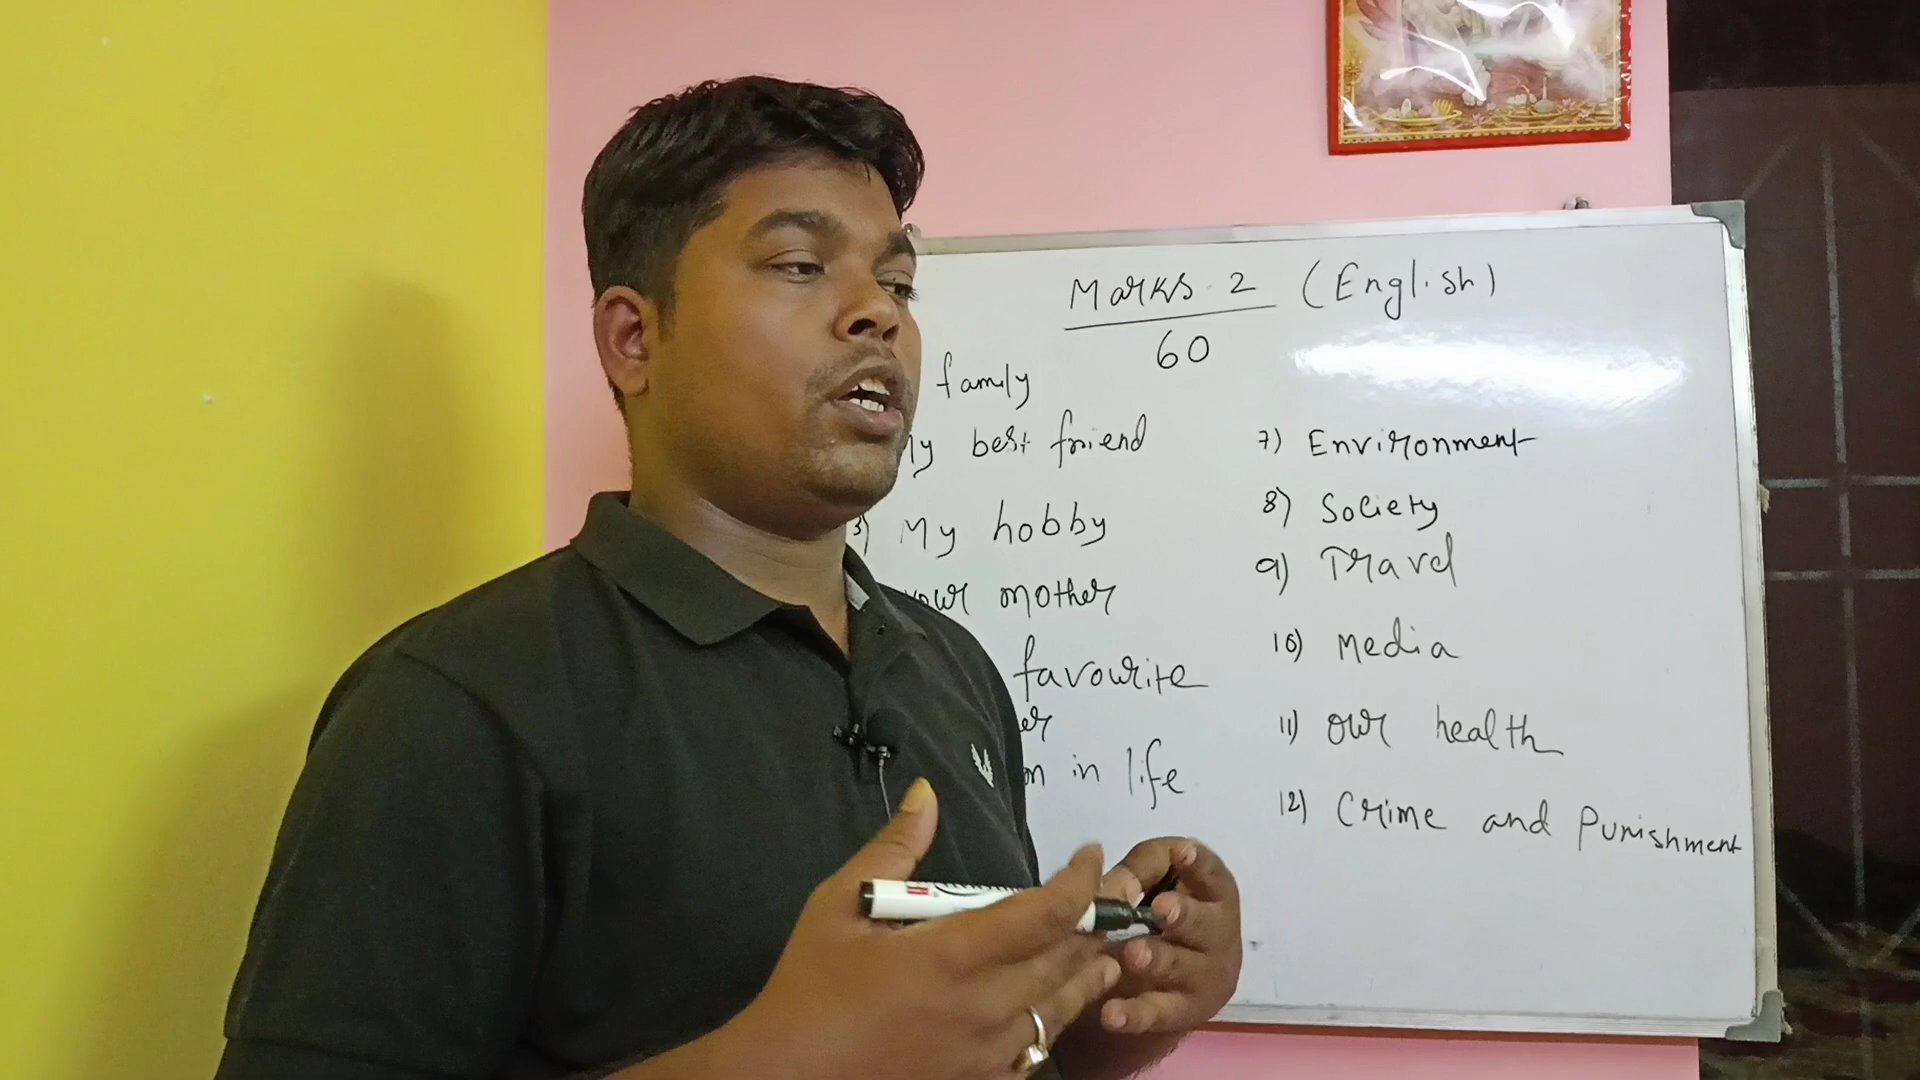 Marks 2 (English)
60
family
best friend
3) My hobby
mother
favourite
in life
7) Environment
8) Society
9) Travel
10) Media
11) our health
12) Crime and Punishment